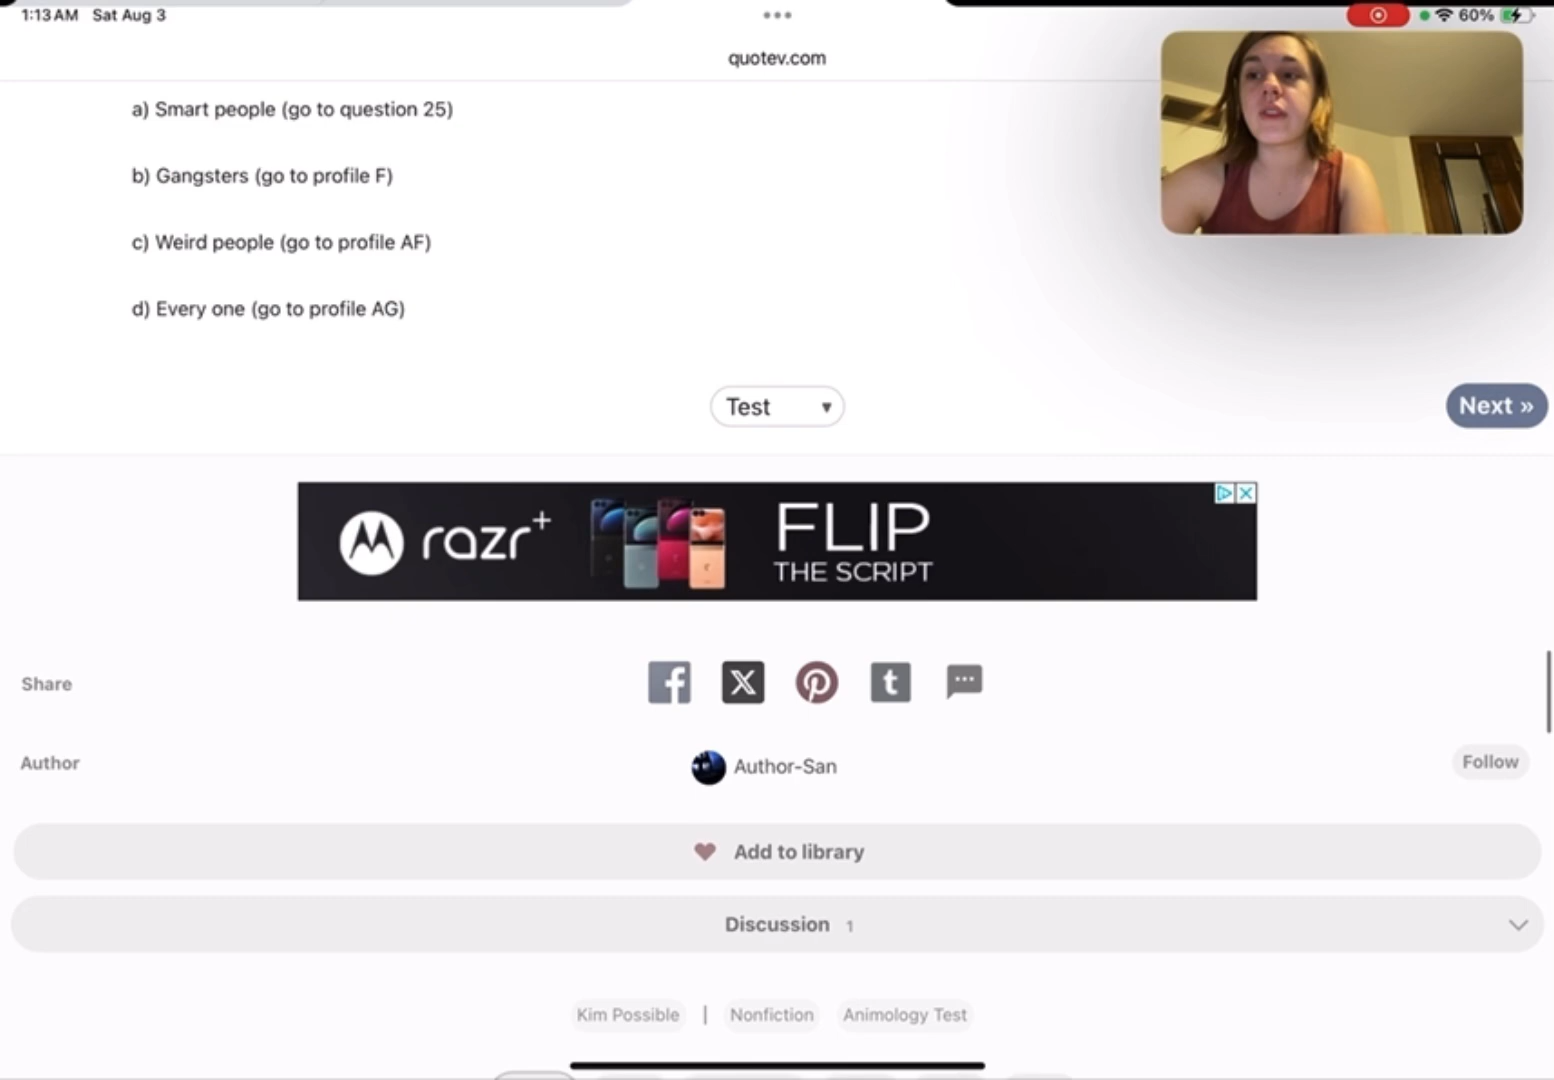 1:13 AM Sat Aug 3
60%
quotev.com
a) Smart people (go to question 25)
b) Gangsters (go to profile F)
c) Weird people (go to profile AF)
d) Every one (go to profile AG)
Test
Next »
razr+
FLIP
THE SCRIPT
Share
Author
Author-San
Follow
Add to library
Discussion 1
Kim Possible | Nonfiction Animology Test